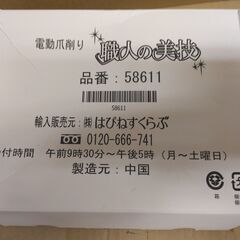 電動爪削り 職人の美技
品番：58611
58611
輸入販売元：㈱はぴねすくらぶ
0120-666-741
付時間 午前9時30分～午後5時（月～土曜日）
製造元：中国